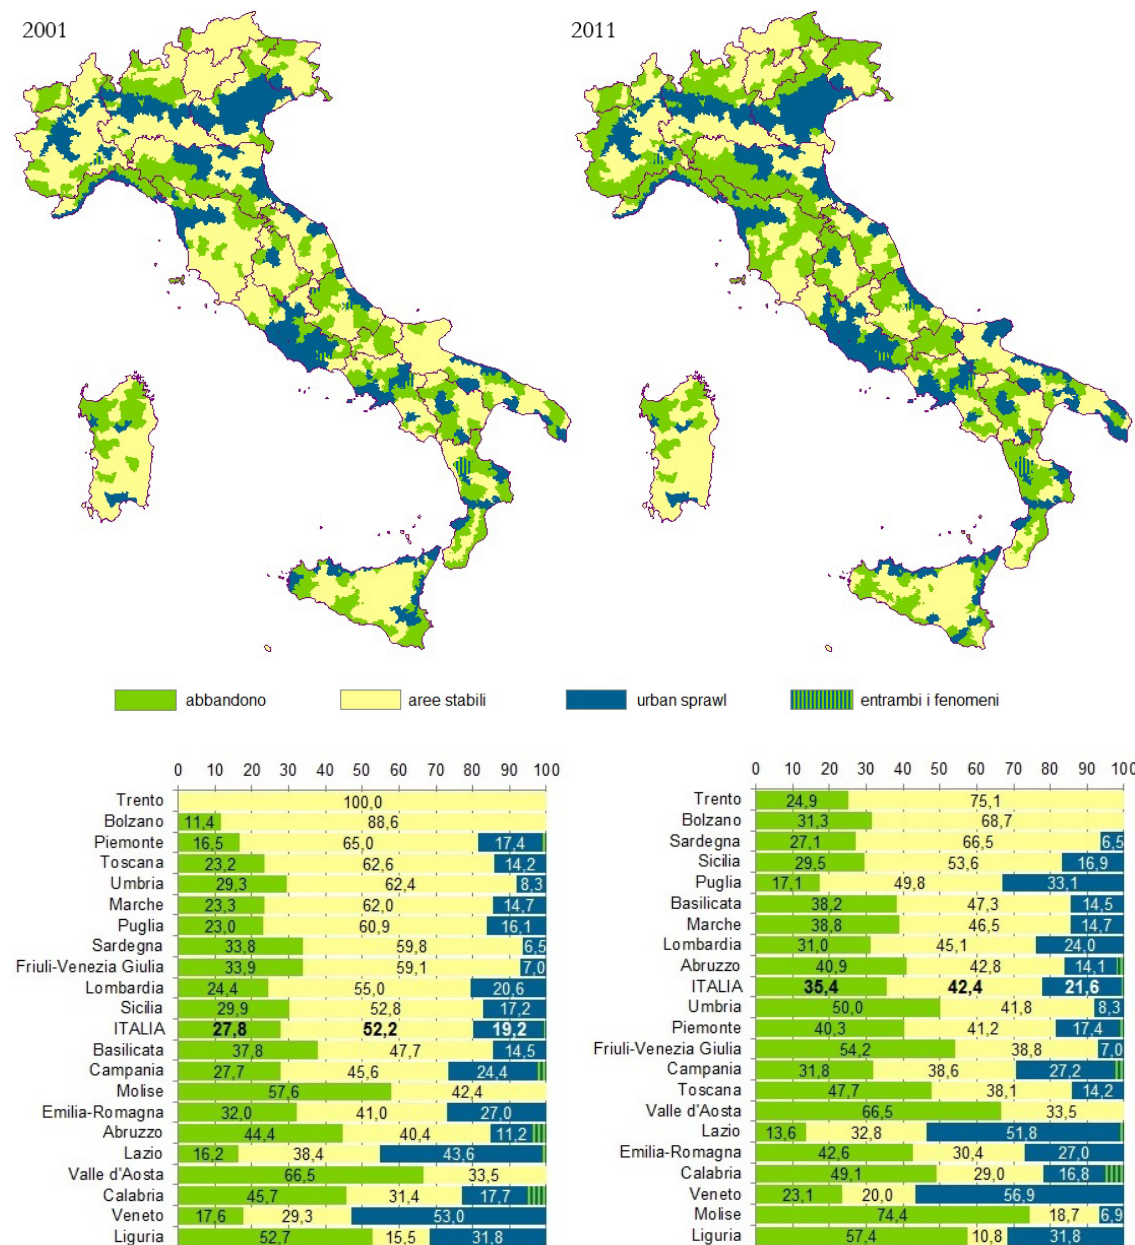 2001
2011
abbandono
aree stabili
urban sprawl
entrambi i fenomeni
0 10 20 30 40 50 60 70 80 90 100
Trento 100,0
Bolzano 11,4 88,6
Piemonte 16,5 65,0 17,4
Toscana 23,2 62,6 14,2
Umbria 29,3 62,4 8,3
Marche 23,3 62,0 14,7
Puglia 23,0 60,9 16,1
Sardegna 33,8 59,8 6,5
Friuli-Venezia Giulia 33,9 59,1 7,0
Lombardia 24,4 55,0 20,6
Sicilia 29,9 52,8 17,2
ITALIA 27,8 52,2 19,2
Basilicata 37,8 47,7 14,5
Campania 27,7 45,6 24,4
Molise 57,6 42,4
Emilia-Romagna 32,0 41,0 27,0
Abruzzo 44,4 40,4 11,2
Lazio 16,2 38,4 43,6
Valle d'Aosta 66,5 33,5
Calabria 45,7 31,4 17,7
Veneto 17,6 29,3 53,0
Liguria 52,7 15,5 31,8
0 10 20 30 40 50 60 70 80 90 100
Trento 24,9 75,1
Bolzano 31,3 68,7
Sardegna 27,1 66,5 6,5
Sicilia 29,5 53,6 16,9
Puglia 17,1 49,8 33,1
Basilicata 38,2 47,3 14,5
Marche 38,8 46,5 14,7
Lombardia 31,0 45,1 24,0
Abruzzo 40,9 42,8 14,1
ITALIA 35,4 42,4 21,6
Umbria 50,0 41,8 8,3
Piemonte 40,3 41,2 17,4
Friuli-Venezia Giulia 54,2 38,8 7,0
Campania 31,8 38,6 27,2
Toscana 47,7 38,1 14,2
Valle d'Aosta 66,5 33,5
Lazio 13,6 32,8 51,8
Emilia-Romagna 42,6 30,4 27,0
Calabria 49,1 29,0 16,8
Veneto 23,1 20,0 56,9
Molise 74,4 18,7 6,9
Liguria 57,4 10,8 31,8